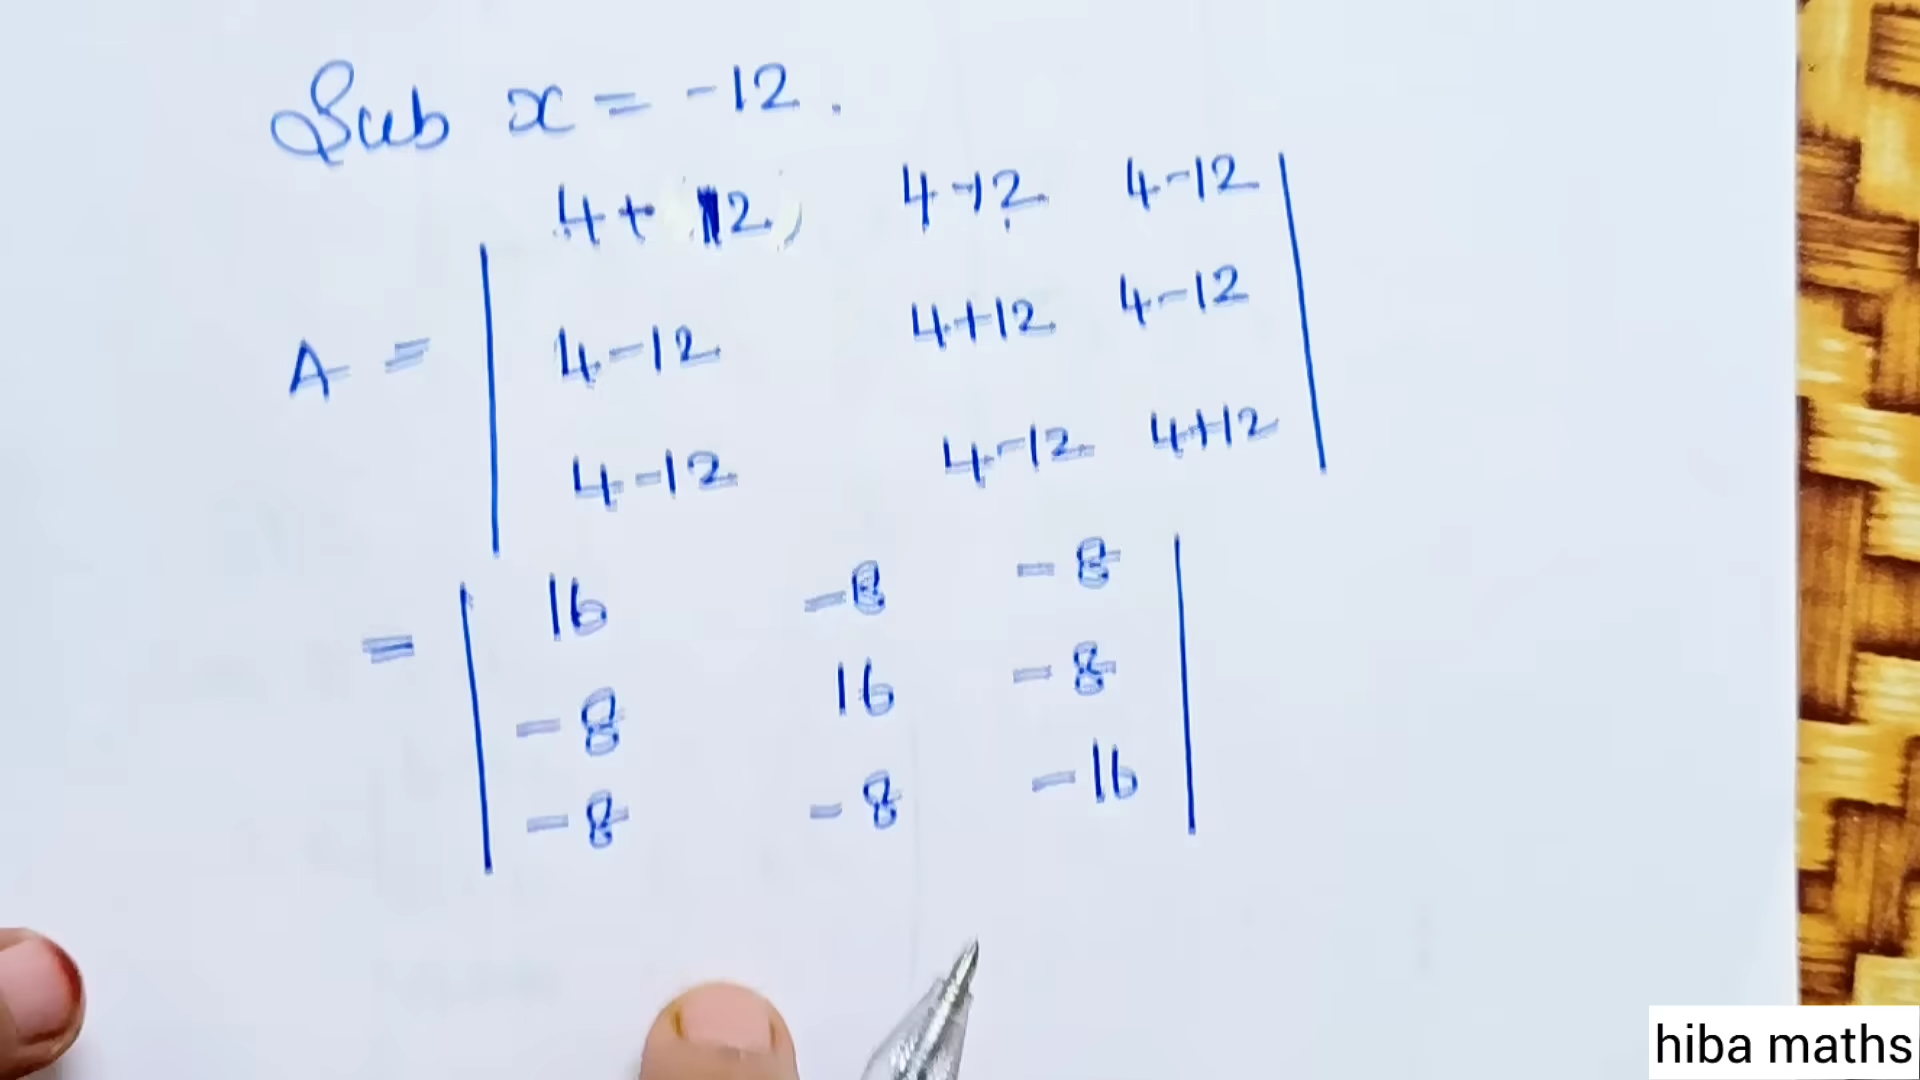 Sub x = -12.
4+ 12) 4-12 4-12
A = 4-12 4+12 4-12
4-12 4-12 4+12
= 16 -8 -8
-8 16 -8
-8 -8 -16
hiba maths